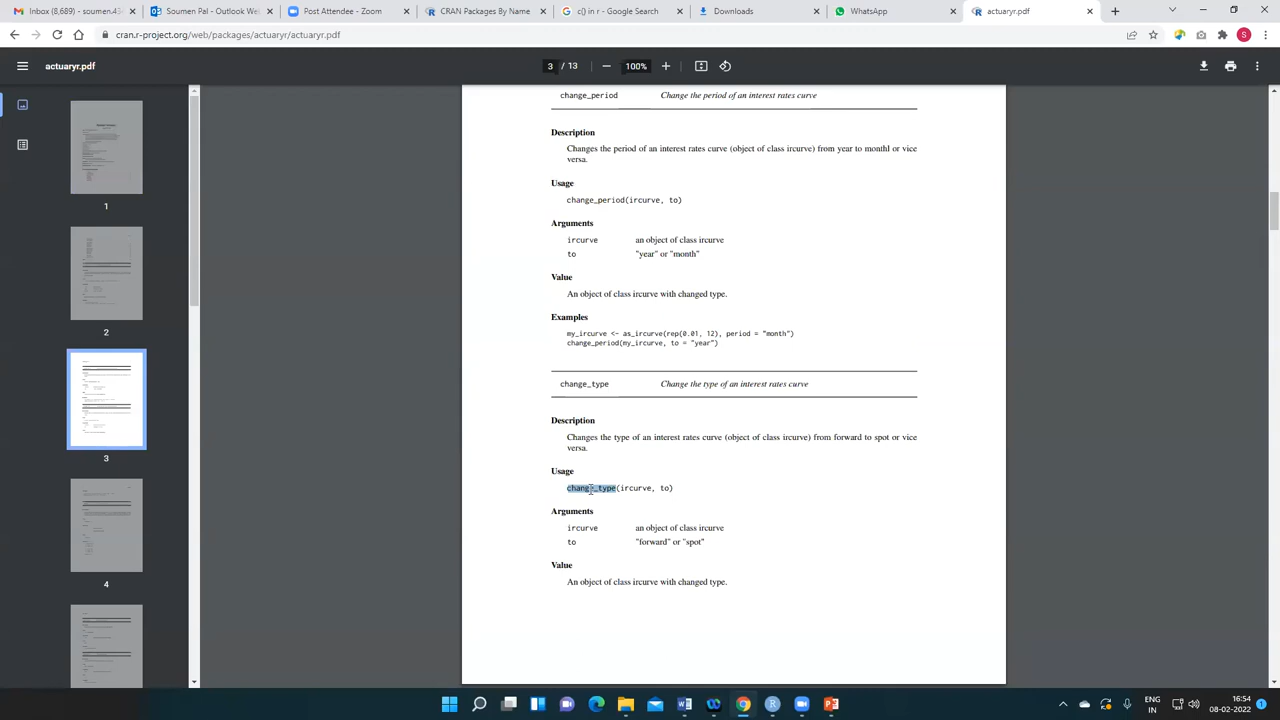 Inbox (8,689) - soumen.m
Soumen Pal - Outlook We
Post Attendee - Zoom
CRAN Packages By Name
c() in r - Google Search
Downloads
WhatsApp
actuaryr.pdf
cran.r-project.org/web/packages/actuaryr/actuaryr.pdf
S
actuaryr.pdf
3 / 13
100%
change_period Change the period of an interest rates curve
Description
Changes the period of an interest rates curve (object of class ircurve) from year to monthl or vice
versa.
Usage
change_period(ircurve, to)
Arguments
ircurve an object of class ircurve
to "year" or "month"
Value
An object of class ircurve with changed type.
Examples
my_ircurve <- as_ircurve(rep(0.01, 12), period = "month")
change_period(my_ircurve, to = "year")
change_type Change the type of an interest rates curve
Description
Changes the type of an interest rates curve (object of class ircurve) from forward to spot or vice
versa.
Usage
change_type(ircurve, to)
Arguments
ircurve an object of class ircurve
to "forward" or "spot"
Value
An object of class ircurve with changed type.
1
2
3
4
ENG
IN
16:54
08-02-2022